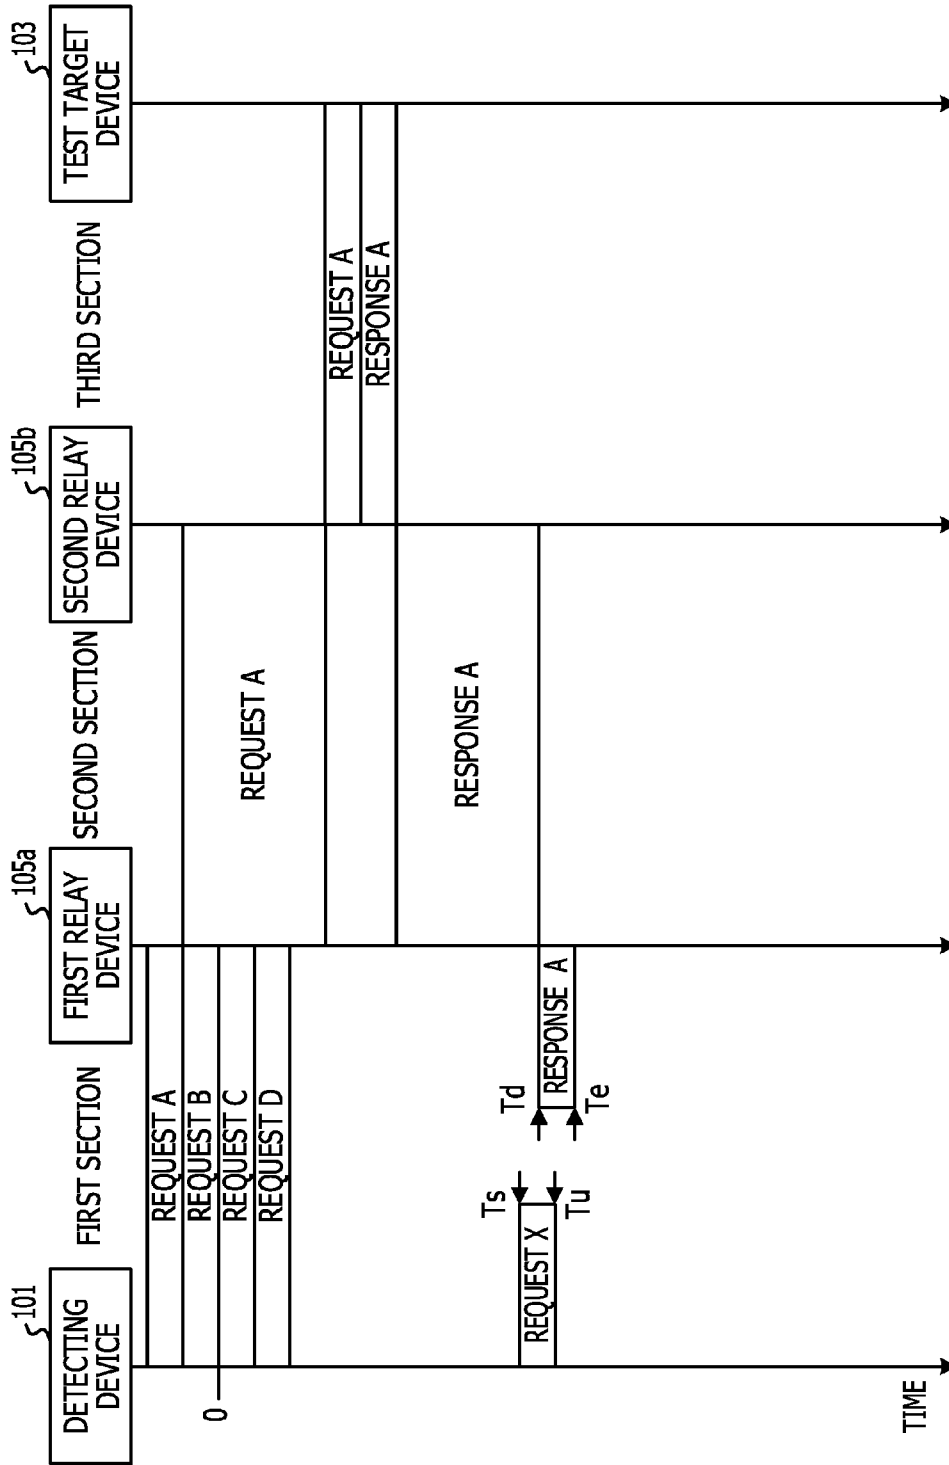 101
DETECTING
DEVICE
FIRST SECTION
105a
FIRST RELAY
DEVICE
SECOND SECTION
105b
SECOND RELAY
DEVICE
THIRD SECTION
103
TEST TARGET
DEVICE
REQUEST A
REQUEST B
0
REQUEST C
REQUEST D
REQUEST A
REQUEST A
RESPONSE A
RESPONSE A
Ts
REQUEST X
Tu
Td
RESPONSE A
Te
TIME